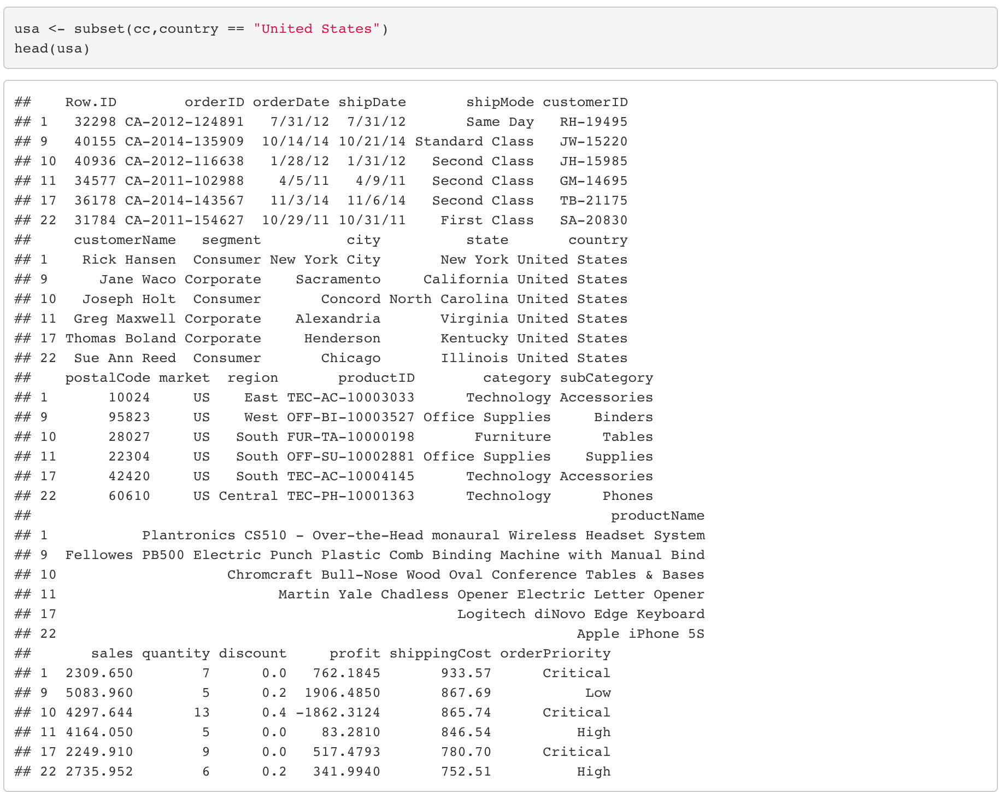 usa <- subset(cc,country == "United States")
head(usa)
##    Row.ID        orderID orderDate shipDate       shipMode customerID
## 1   32298 CA-2012-124891   7/31/12  7/31/12       Same Day   RH-19495
## 9   40155 CA-2014-135909  10/14/14 10/21/14 Standard Class   JW-15220
## 10  40936 CA-2012-116638   1/28/12  1/31/12   Second Class   JH-15985
## 11  34577 CA-2011-102988    4/5/11   4/9/11   Second Class   GM-14695
## 17  36178 CA-2014-143567   11/3/14  11/6/14   Second Class   TB-21175
## 22  31784 CA-2011-154627  10/29/11 10/31/11    First Class   SA-20830
##     customerName   segment          city          state       country
## 1    Rick Hansen  Consumer New York City       New York United States
## 9      Jane Waco Corporate    Sacramento     California United States
## 10   Joseph Holt  Consumer       Concord North Carolina United States
## 11  Greg Maxwell Corporate    Alexandria       Virginia United States
## 17 Thomas Boland Corporate     Henderson       Kentucky United States
## 22  Sue Ann Reed  Consumer       Chicago       Illinois United States
##    postalCode market  region       productID        category subCategory
## 1       10024     US    East TEC-AC-10003033      Technology Accessories
## 9       95823     US    West OFF-BI-10003527 Office Supplies     Binders
## 10      28027     US   South FUR-TA-10000198       Furniture      Tables
## 11      22304     US   South OFF-SU-10002881 Office Supplies    Supplies
## 17      42420     US   South TEC-AC-10004145      Technology Accessories
## 22      60610     US Central TEC-PH-10001363      Technology      Phones
##                                                                productName
## 1           Plantronics CS510 - Over-the-Head monaural Wireless Headset System
## 9  Fellowes PB500 Electric Punch Plastic Comb Binding Machine with Manual Bind
## 10                   Chromcraft Bull-Nose Wood Oval Conference Tables & Bases
## 11                         Martin Yale Chadless Opener Electric Letter Opener
## 17                                              Logitech diNovo Edge Keyboard
## 22                                                            Apple iPhone 5S
##       sales quantity discount     profit shippingCost orderPriority
## 1  2309.650        7      0.0   762.1845       933.57      Critical
## 9  5083.960        5      0.2  1906.4850       867.69           Low
## 10 4297.644       13      0.4 -1862.3124       865.74      Critical
## 11 4164.050        5      0.0    83.2810       846.54          High
## 17 2249.910        9      0.0   517.4793       780.70      Critical
## 22 2735.952        6      0.2   341.9940       752.51          High